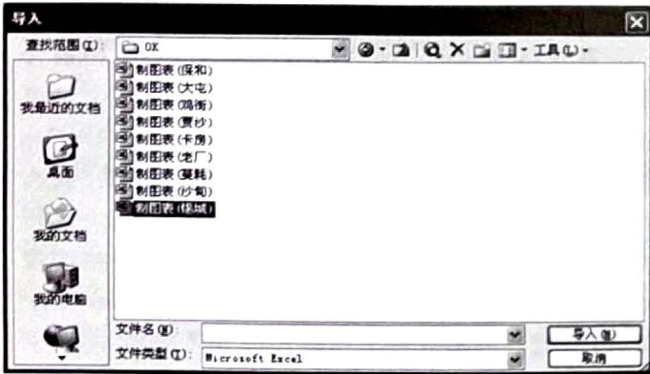 导入
查找范围(I): OK 工具(L)
制图表(保和)
制图表(大屯)
制图表(鸡街)
制图表(贾沙)
制图表(卡房)
制图表(老厂)
制图表(蔓耗)
制图表(沙甸)
制图表(锡城)
我最近的文档
桌面
我的文档
我的电脑
文件名(N): 导入(M)
文件类型(T): Microsoft Excel 取消